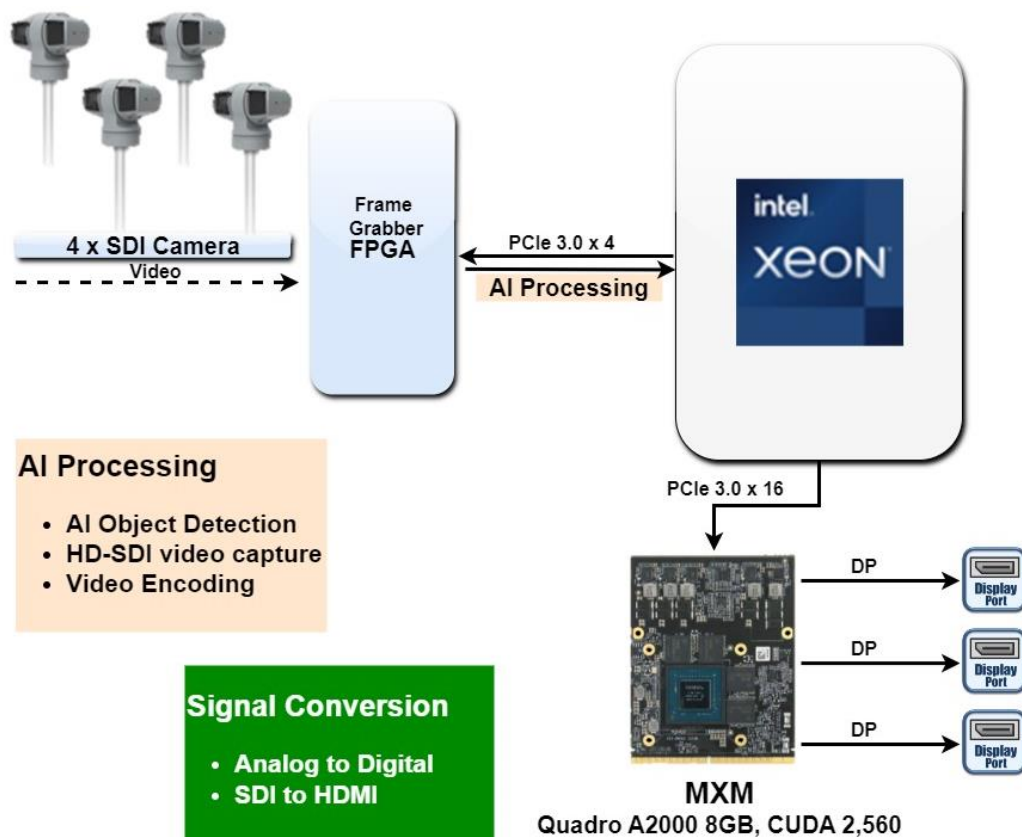 4 x SDI Camera
Video
Frame
Grabber
FPGA
PCIe 3.0 x 4
AI Processing
intel.
xeon
AI Processing
• AI Object Detection
• HD-SDI video capture
• Video Encoding
PCIe 3.0 x 16
DP
Display
Port
DP
Display
Port
DP
Display
Port
Signal Conversion
• Analog to Digital
• SDI to HDMI
MXM
Quadro A2000 8GB, CUDA 2,560